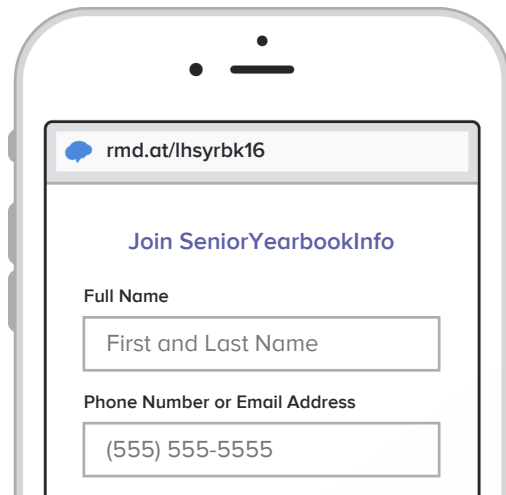 rmd.at/lhsyrbk16
Join SeniorYearbookInfo
Full Name
First and Last Name
Phone Number or Email Address
(555) 555-5555